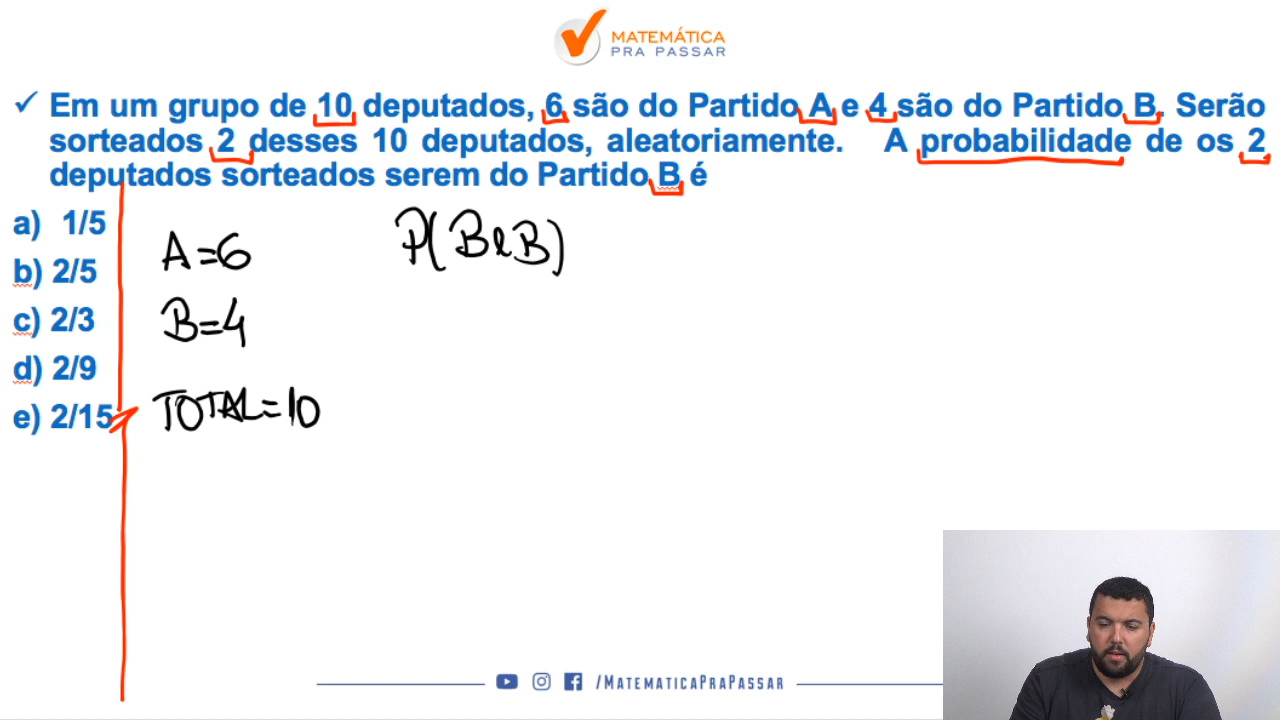 MATEMÁTICA
PRA PASSAR
✓ Em um grupo de 10 deputados, 6 são do Partido A e 4 são do Partido B. Serão
sorteados 2 desses 10 deputados, aleatoriamente. A probabilidade de os 2
deputados sorteados serem do Partido B é
a) 1/5
b) 2/5
c) 2/3
d) 2/9
e) 2/15
A=6
B=4
TOTAL=10
P(B e B)
/MATEMATICAPRAPASSAR